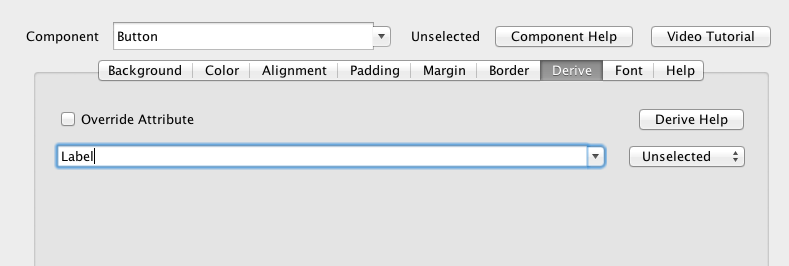 Component Button Unselected Component Help Video Tutorial
Background Color Alignment Padding Margin Border Derive Font Help
Override Attribute Derive Help
Label Unselected